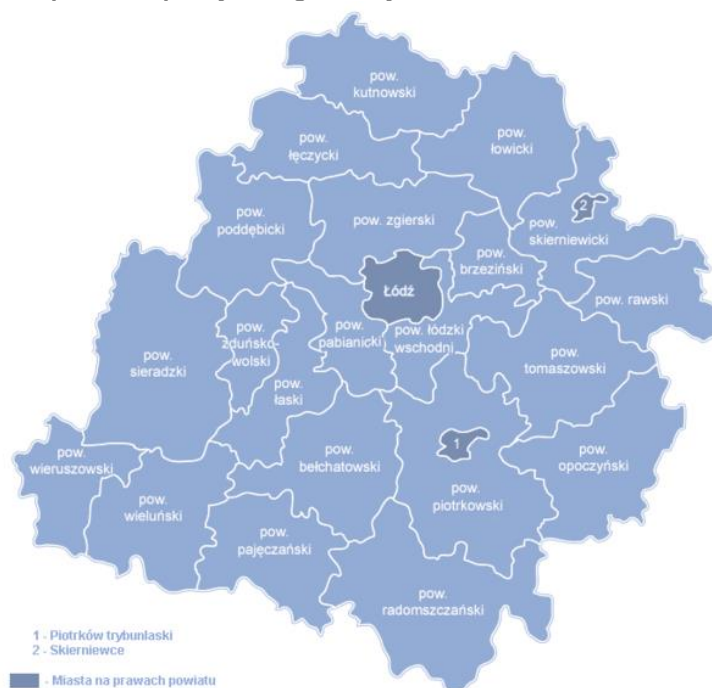 pow.
kutnowski
pow.
łęczycki
pow.
łowicki
2
pow.
skierniewicki
pow.
poddębicki
pow. zgierski
pow.
brzeziński
Łódź
pow. rawski
pow.
zduńsko-
wolski
pow.
pabianicki
pow. łódzki
wschodni
pow.
sieradzki
pow.
tomaszowski
pow.
łaski
1
pow.
wieruszowski
pow.
bełchatowski
pow.
opoczyński
pow.
wieluński
pow.
piotrkowski
pow.
pajęczański
pow.
radomszczański
1 - Piotrków trybunlaski
2 - Skierniewce
- Miasta na prawach powiatu